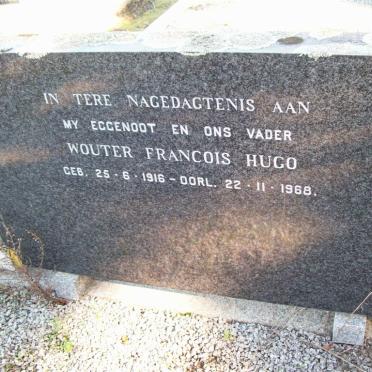 IN TERE NAGEDAGTENIS AAN
MY EGGENOOT EN ONS VADER
WOUTER FRANCOIS HUGO
GEB. 25·6·1916 – OORL. 22·11·1968.